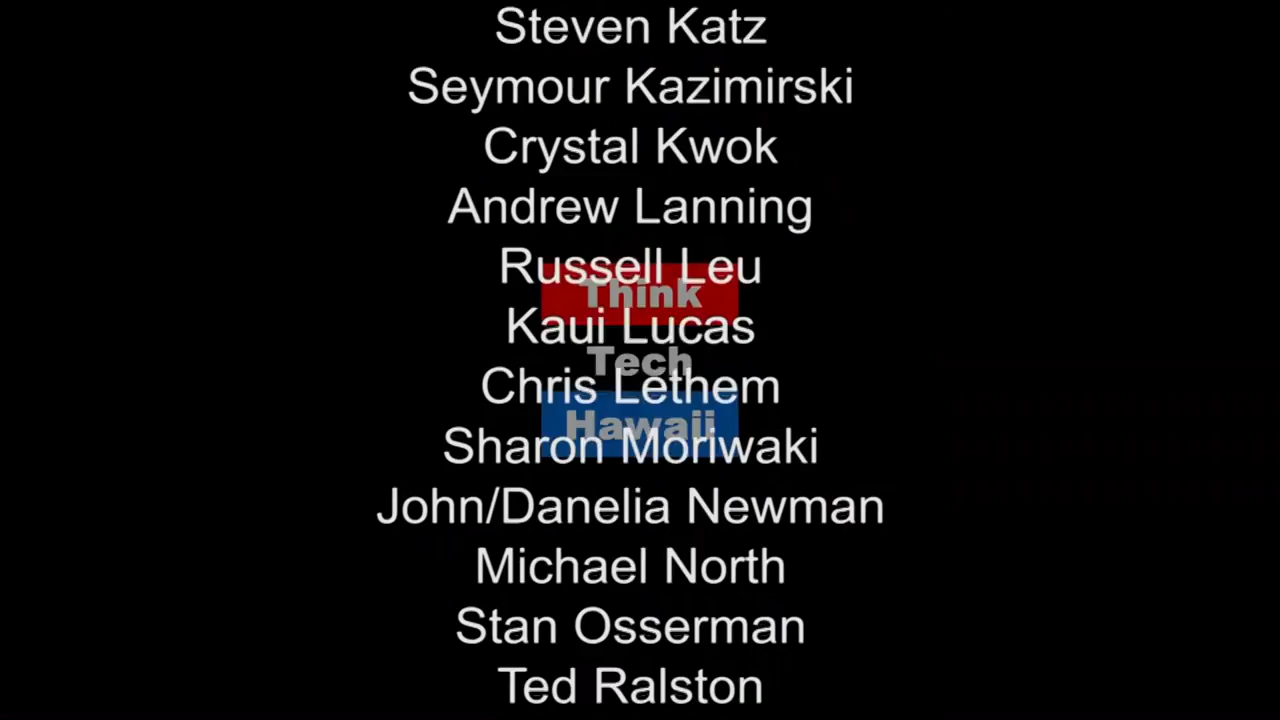 Steven Katz
Seymour Kazimirski
Crystal Kwok
Andrew Lanning
Russell Leu
Think
Kaui Lucas
Tech
Chris Lethem
Hawaii
Sharon Moriwaki
John/Danelia Newman
Michael North
Stan Osserman
Ted Ralston